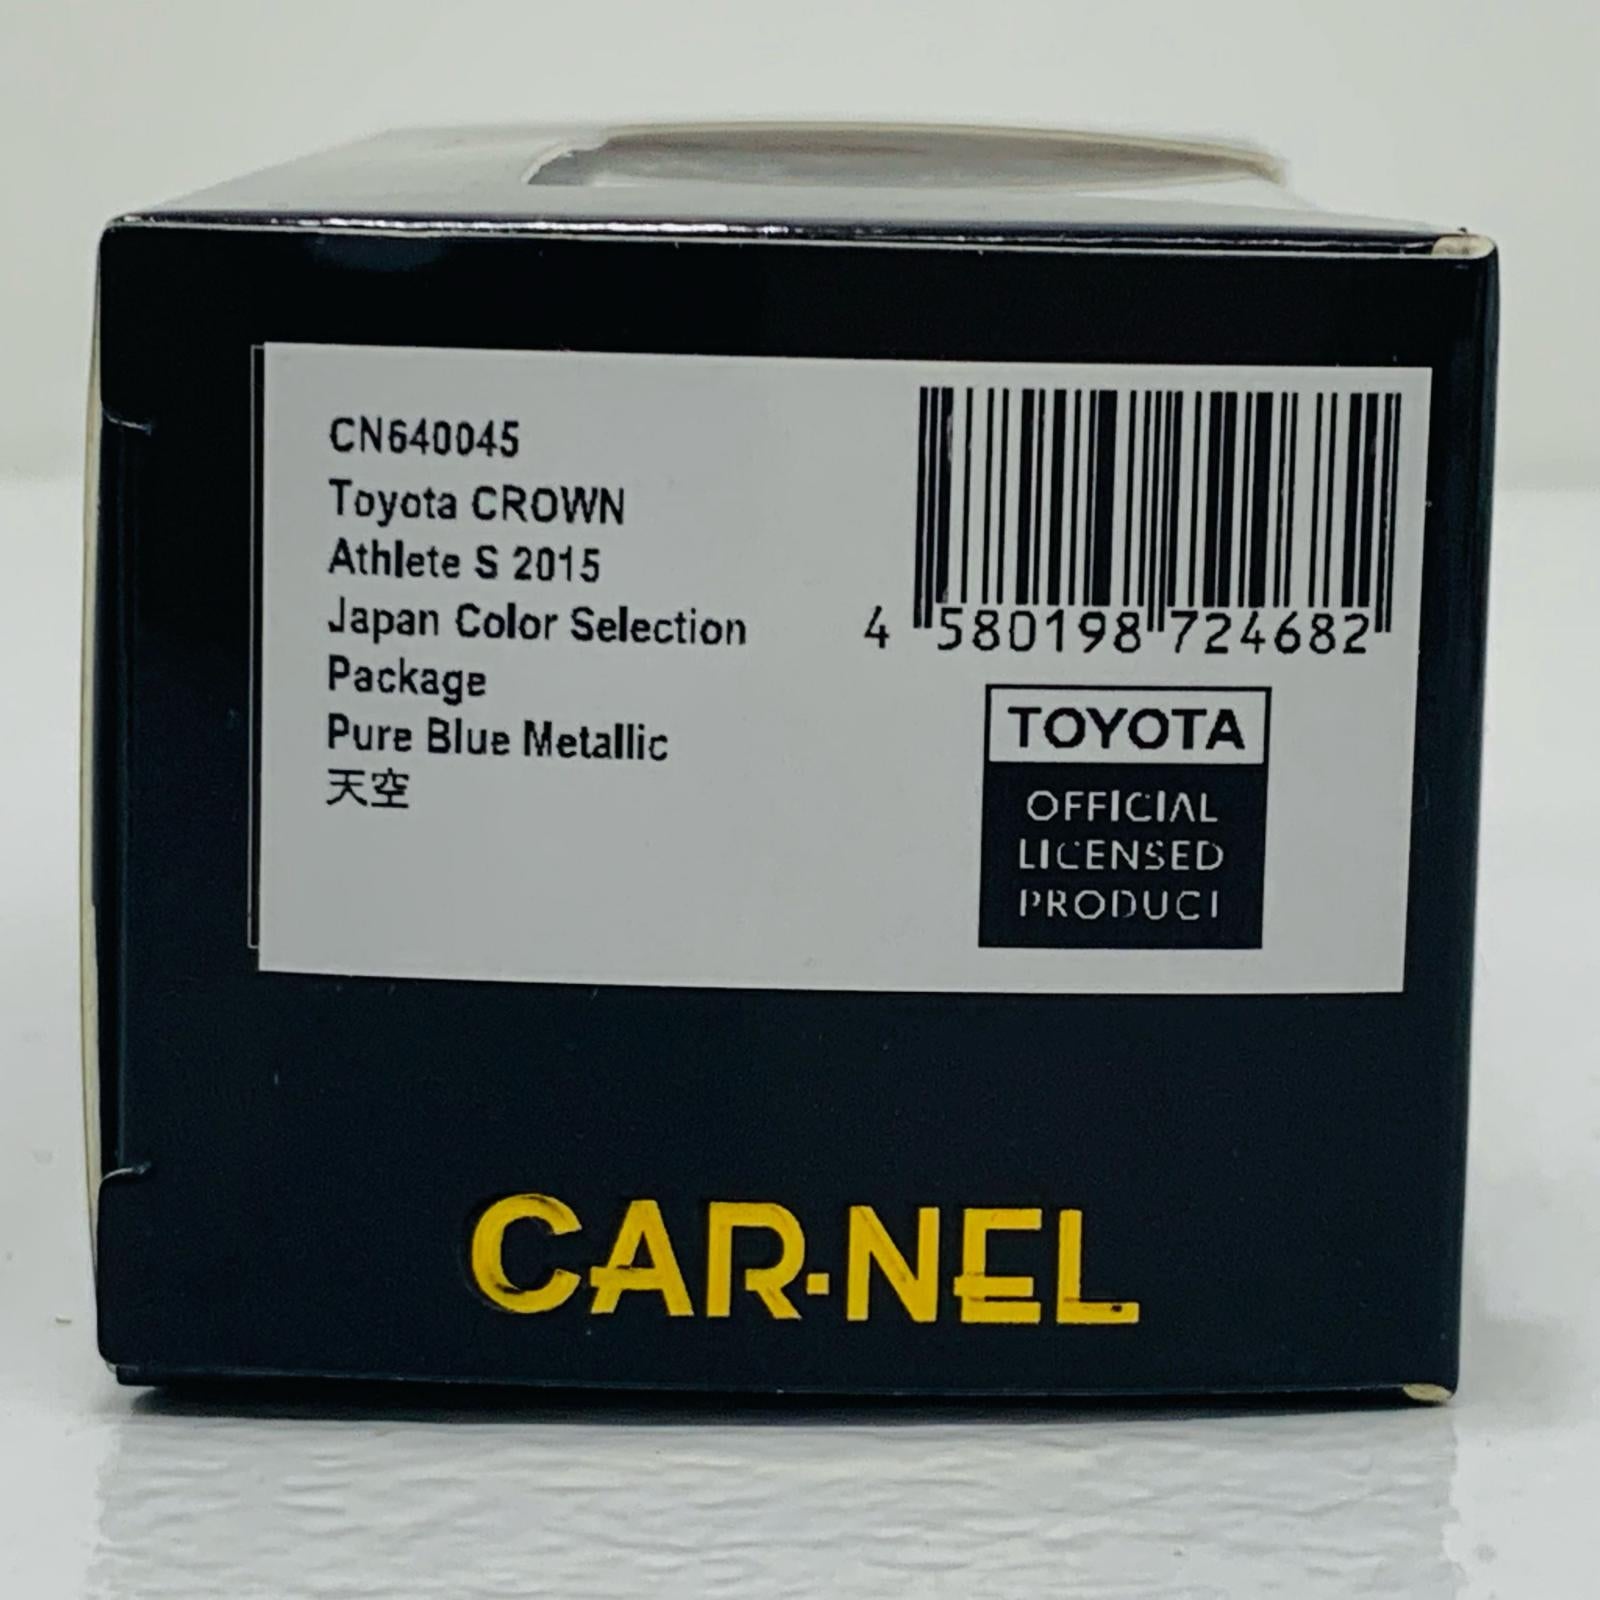 CN640045
Toyota CROWN
Athlete S 2015
Japan Color Selection
Package
Pure Blue Metallic
天空
4 580198 724682
TOYOTA
OFFICIAL
LICENSED
PRODUCT
CAR·NEL